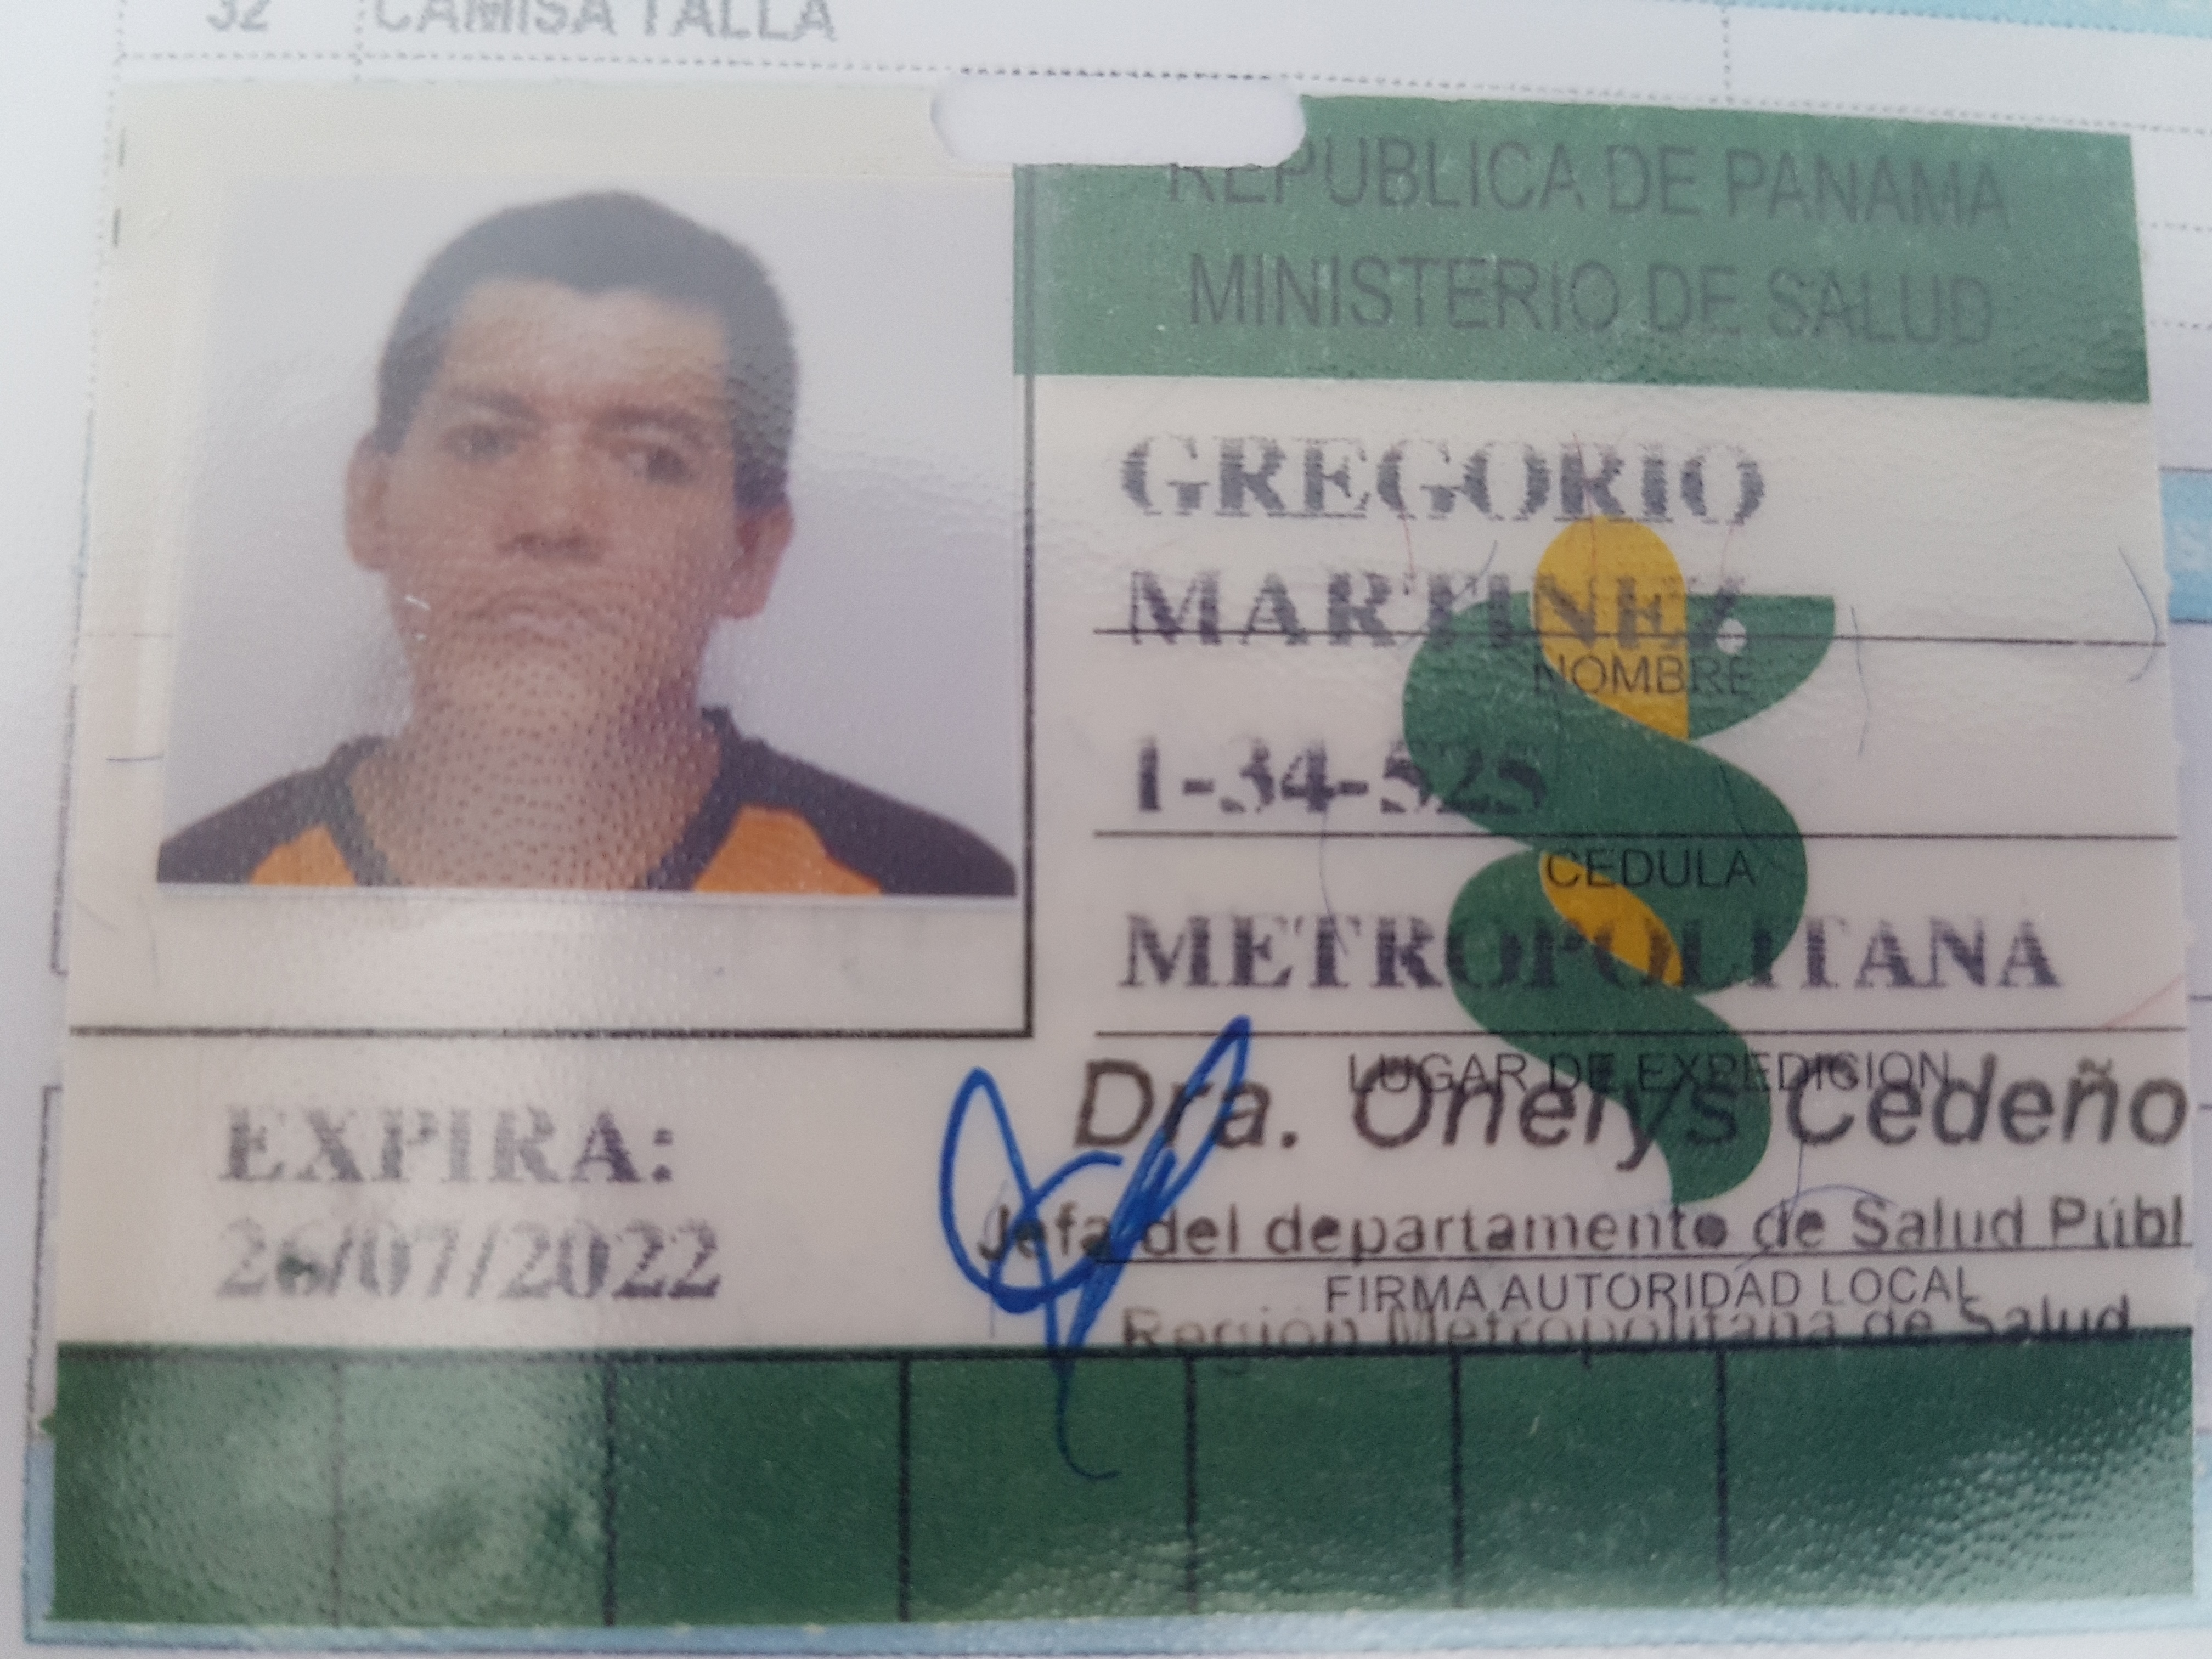 32 CAMISA TALLA
REPUBLICA DE PANAMA
MINISTERIO DE SALUD
GREGORIO
MARTINEZ
NOMBRE
1-34-525
CEDULA
METROPOLITANA
LUGAR DE EXPEDICION
Dra. Onelys Cedeño
Jefa del departamento de Salud Públ
FIRMA AUTORIDAD LOCAL
Región Metropolitana de Salud
EXPIRA:
26/07/2022